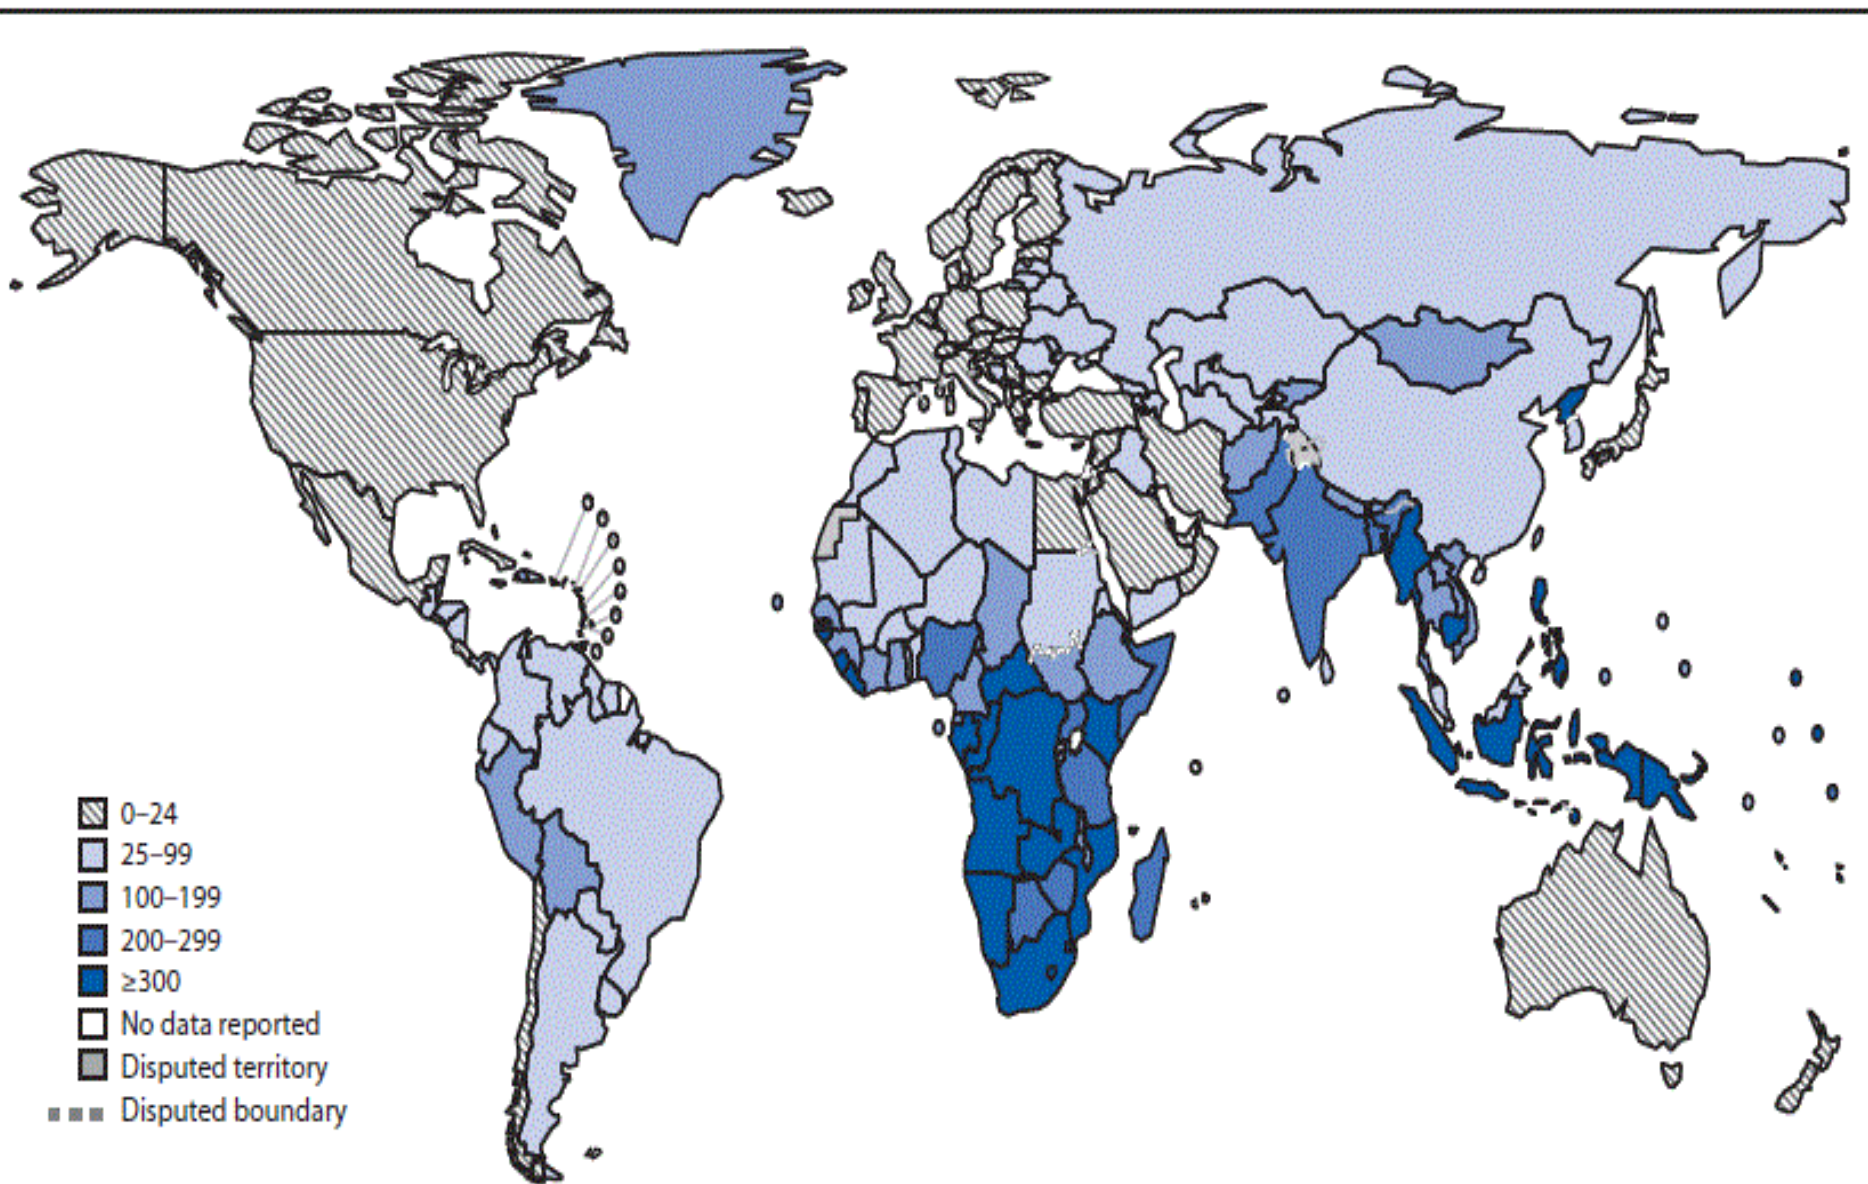 0–24
25–99
100–199
200–299
≥300
No data reported
Disputed territory
Disputed boundary